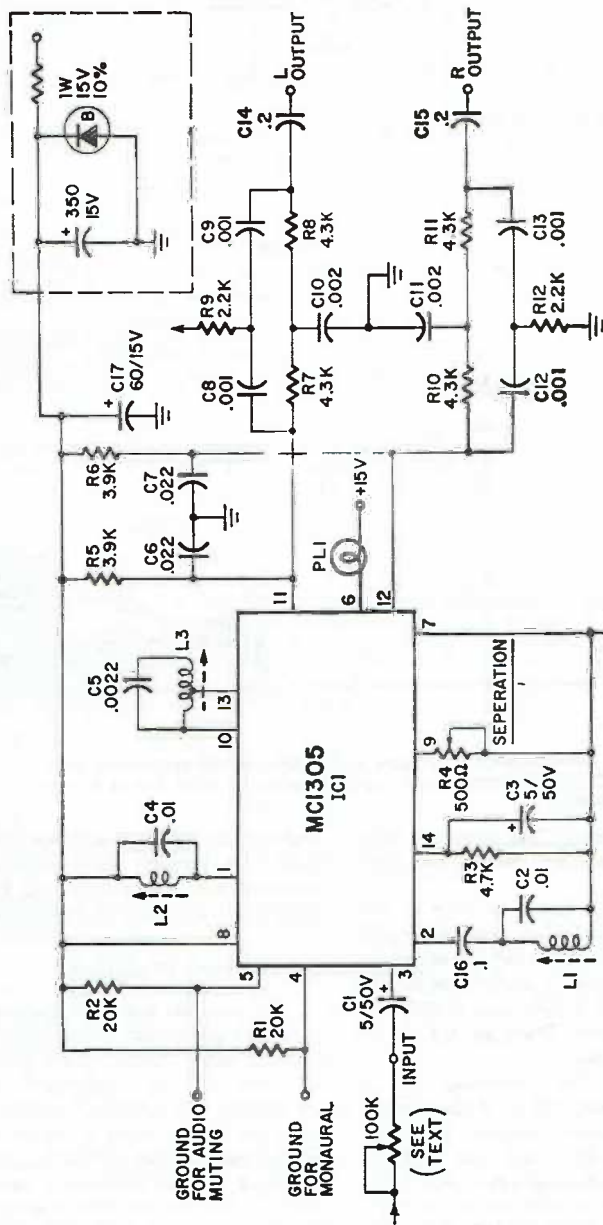 1W
15V
10%
B
+
350
15V
L
OUTPUT
C14
.2
C9
.001
R8
4.3K
R9
2.2K
C10
.002
C8
.001
R7
4.3K
C11
.002
R11
4.3K
C15
.2
R
OUTPUT
C13
.001
R12
2.2K
R10
4.3K
C12
.001
+
C17
60/15V
R6
3.9K
C7
.022
R5
3.9K
C6
.022
PL1
+15V
11
6
12
7
C5
.0022
L3
10
13
MC1305
IC1
9
R4
500Ω
SEPERATION
C4
.01
L2
1
8
14
R3
4.7K
+
C3
5/
50V
2
C16
.1
C2
.01
L1
R2
20K
5
4
3
R1
20K
C1
5/50V
+
INPUT
GROUND
FOR AUDIO
MUTING
GROUND
FOR
MONAURAL
100K
(SEE
TEXT)